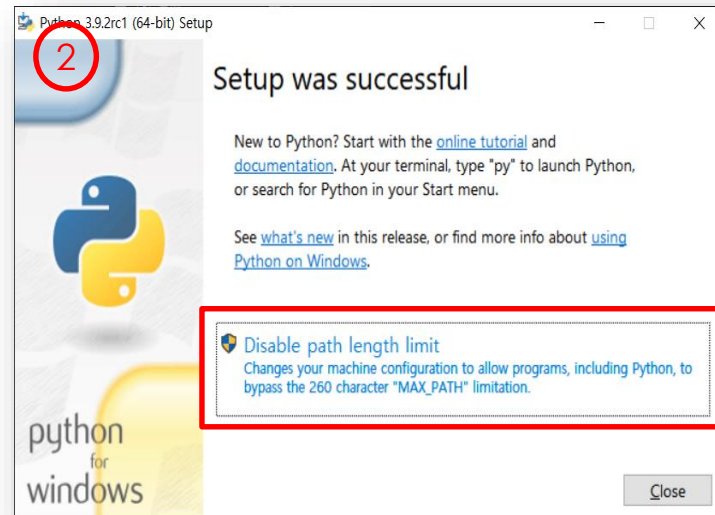 Python 3.9.2rc1 (64-bit) Setup
2
Setup was successful
New to Python? Start with the online tutorial and
documentation. At your terminal, type "py" to launch Python,
or search for Python in your Start menu.
See what's new in this release, or find more info about using
Python on Windows.
Disable path length limit
Changes your machine configuration to allow programs, including Python, to
bypass the 260 character "MAX_PATH" limitation.
python
for
windows
Close